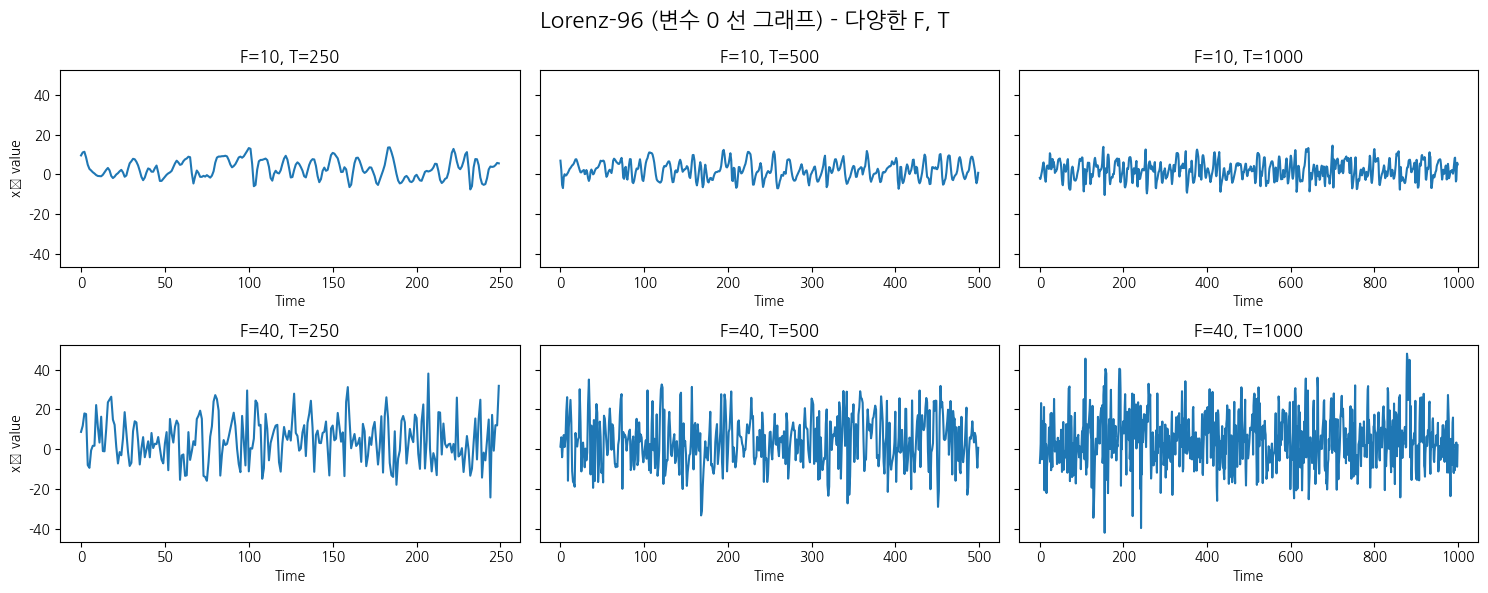 Lorenz-96 (변수 0 선 그래프) - 다양한 F, T
F=10, T=250
F=10, T=500
F=10, T=1000
x value
40
20
0
-20
-40
0 50 100 150 200 250
0 100 200 300 400 500
0 200 400 600 800 1000
Time
Time
Time
F=40, T=250
F=40, T=500
F=40, T=1000
x value
40
20
0
-20
-40
0 50 100 150 200 250
0 100 200 300 400 500
0 200 400 600 800 1000
Time
Time
Time